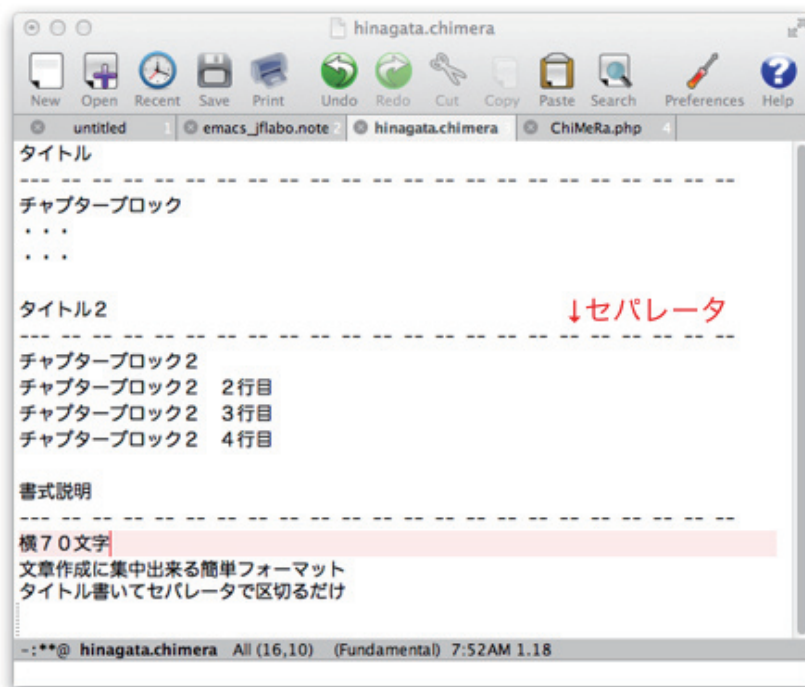 hinagata.chimera
New Open Recent Save Print Undo Redo Cut Copy Paste Search Preferences Help
untitled 1 emacs_jflabo.note 2 hinagata.chimera 3 ChiMeRa.php 4
タイトル
--- -- -- -- -- -- -- -- -- -- -- -- -- -- -- -- -- -- -- -- -- -- --
チャプターブロック
・・・
・・・
タイトル2
↓セパレータ
--- -- -- -- -- -- -- -- -- -- -- -- -- -- -- -- -- -- -- -- -- -- --
チャプターブロック2
チャプターブロック2　2行目
チャプターブロック2　3行目
チャプターブロック2　4行目
書式説明
--- -- -- -- -- -- -- -- -- -- -- -- -- -- -- -- -- -- -- -- -- -- --
横70文字
文章作成に集中出来る簡単フォーマット
タイトル書いてセパレータで区切るだけ
-:**@ hinagata.chimera All (16,10) (Fundamental) 7:52AM 1.18